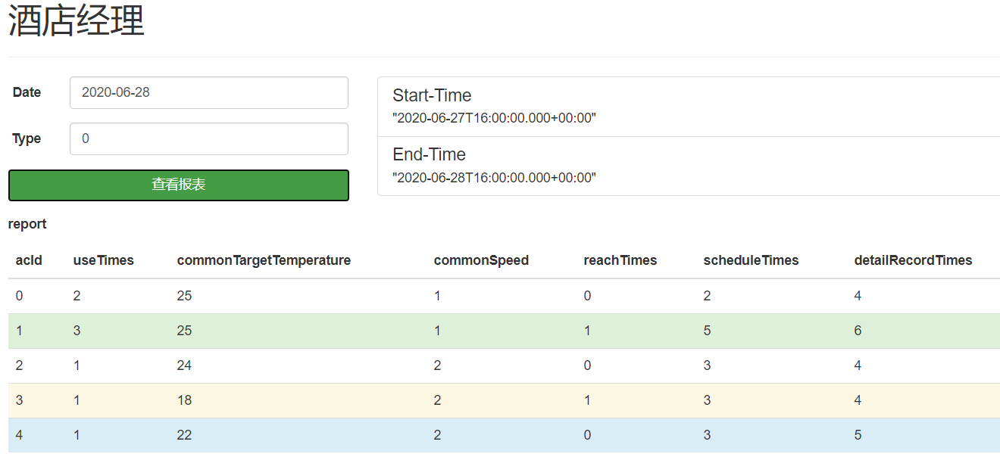 酒店经理
Date 2020-06-28
Type 0
查看报表
Start-Time
"2020-06-27T16:00:00.000+00:00"
End-Time
"2020-06-28T16:00:00.000+00:00"
report
acId useTimes commonTargetTemperature commonSpeed reachTimes scheduleTimes detailRecordTimes
0 2 25 1 0 2 4
1 3 25 1 1 5 6
2 1 24 2 0 3 4
3 1 18 2 1 3 4
4 1 22 2 0 3 5